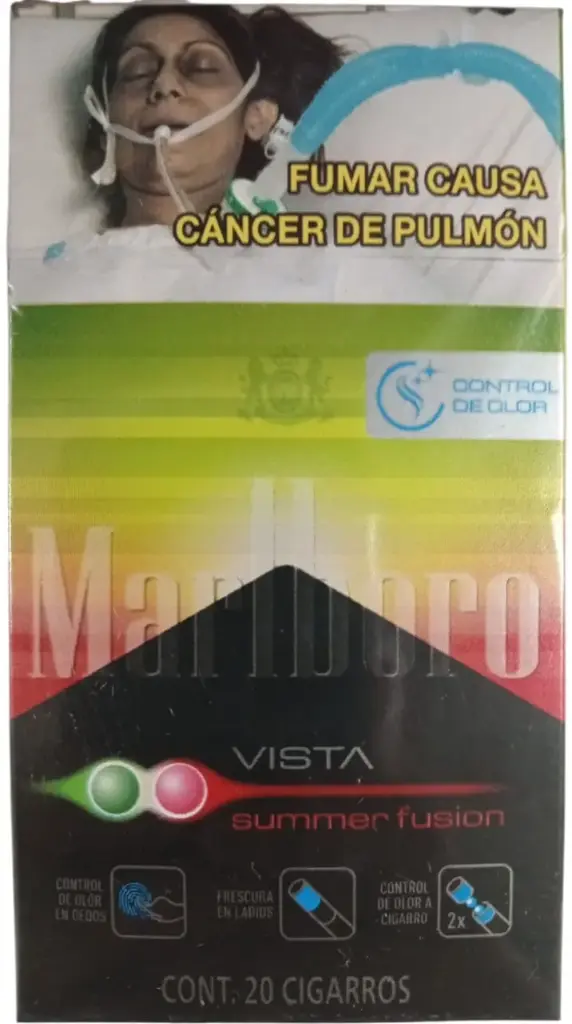 FUMAR CAUSA
CÁNCER DE PULMÓN
CONTROL
DE OLOR
Marlboro
VISTA
summer fusion
CONTROL
DE OLOR
EN DEDOS
FRESCURA
EN LABIOS
CONTROL
DE OLOR A
CIGARRO
2x
CONT. 20 CIGARROS